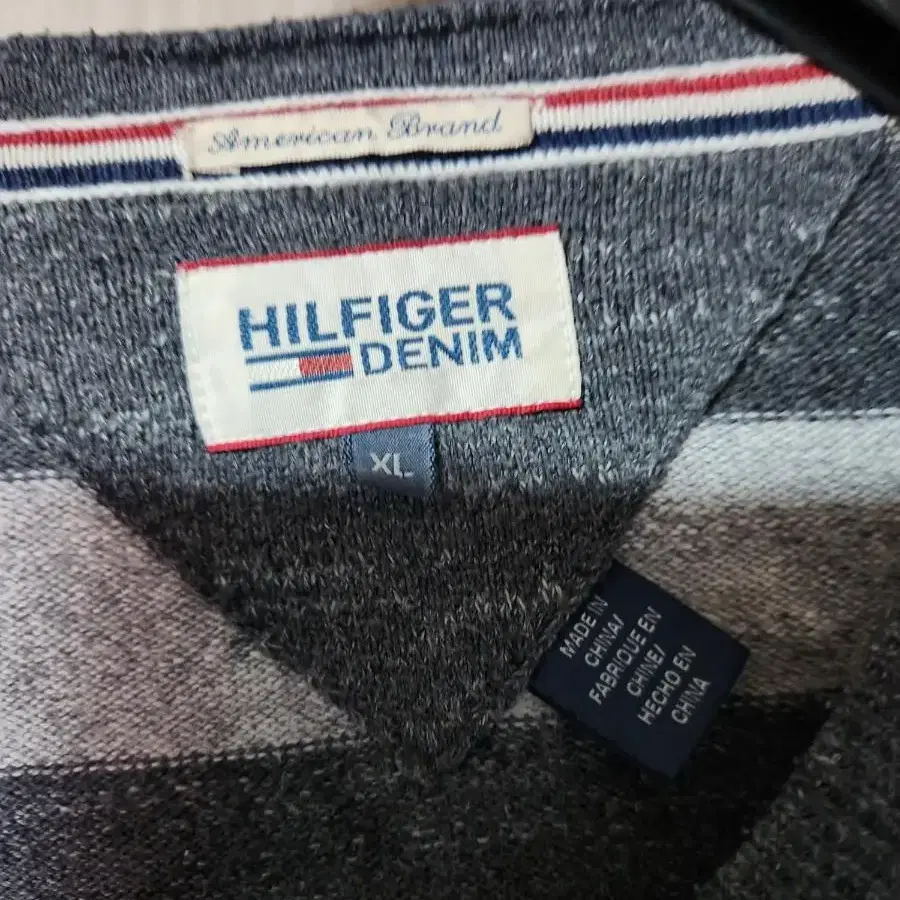 American Brand
HILFIGER
DENIM
XL
MADE IN
CHINA/
FABRIQUE EN
CHINE/
HECHO EN
CHINA